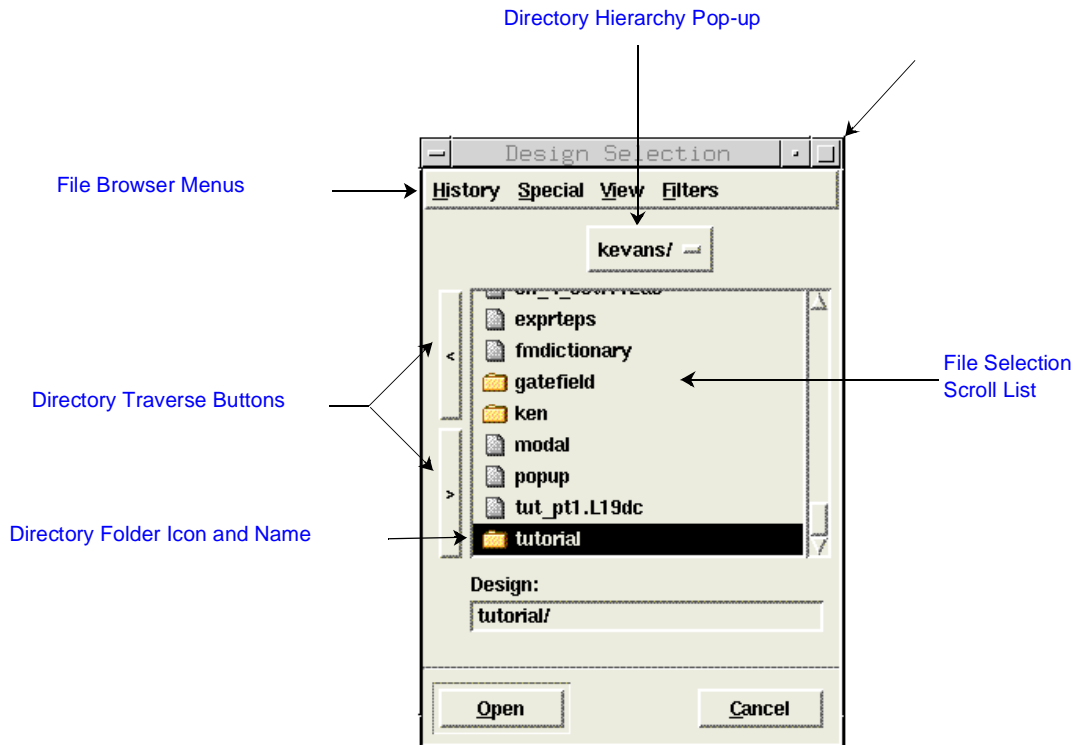 Directory Hierarchy Pop-up
Design Selection
File Browser Menus
History Special View Filters
kevans/
exprteps
fmdictionary
<
gatefield
File Selection
Scroll List
Directory Traverse Buttons
ken
modal
popup
>
tut_pt1.L19dc
Directory Folder Icon and Name
tutorial
Design:
tutorial/
Open
Cancel